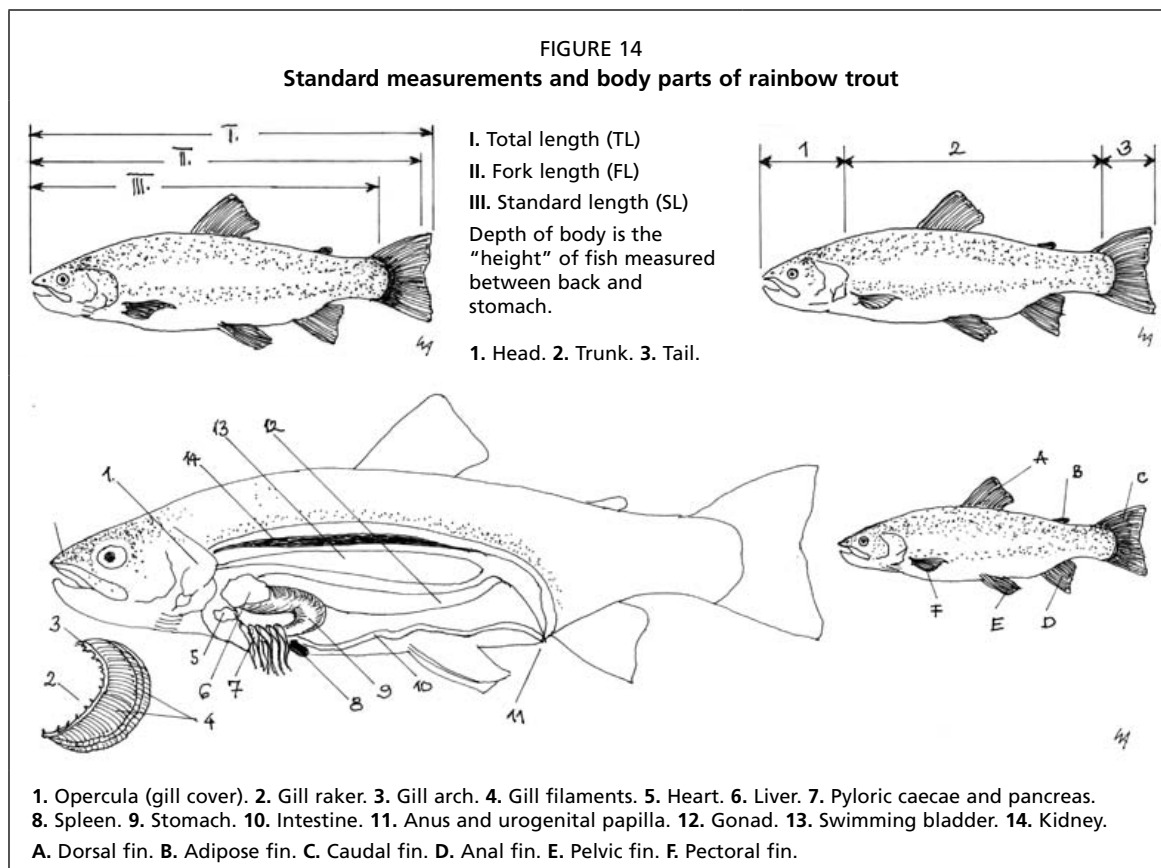 FIGURE 14
Standard measurements and body parts of rainbow trout
I.
II.
III.
I. Total length (TL)
II. Fork length (FL)
III. Standard length (SL)
Depth of body is the
"height" of fish measured
between back and
stomach.
1. Head. 2. Trunk. 3. Tail.
1 2 3
13 12
14
1.
3
2
4
5
6
7
8
9
10
11
A
B
C
F
E
D
1. Opercula (gill cover). 2. Gill raker. 3. Gill arch. 4. Gill filaments. 5. Heart. 6. Liver. 7. Pyloric caecae and pancreas.
8. Spleen. 9. Stomach. 10. Intestine. 11. Anus and urogenital papilla. 12. Gonad. 13. Swimming bladder. 14. Kidney.
A. Dorsal fin. B. Adipose fin. C. Caudal fin. D. Anal fin. E. Pelvic fin. F. Pectoral fin.